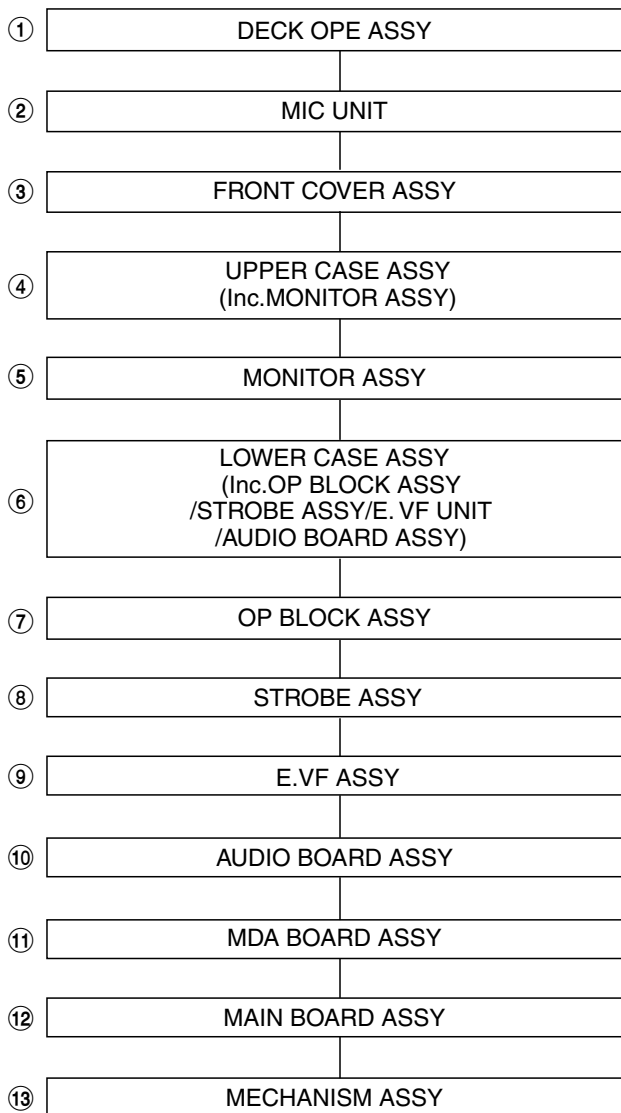 ① DECK OPE ASSY
② MIC UNIT
③ FRONT COVER ASSY
④ UPPER CASE ASSY
(Inc.MONITOR ASSY)
⑤ MONITOR ASSY
⑥ LOWER CASE ASSY
(Inc.OP BLOCK ASSY
/STROBE ASSY/E. VF UNIT
/AUDIO BOARD ASSY)
⑦ OP BLOCK ASSY
⑧ STROBE ASSY
⑨ E.VF ASSY
⑩ AUDIO BOARD ASSY
⑪ MDA BOARD ASSY
⑫ MAIN BOARD ASSY
⑬ MECHANISM ASSY